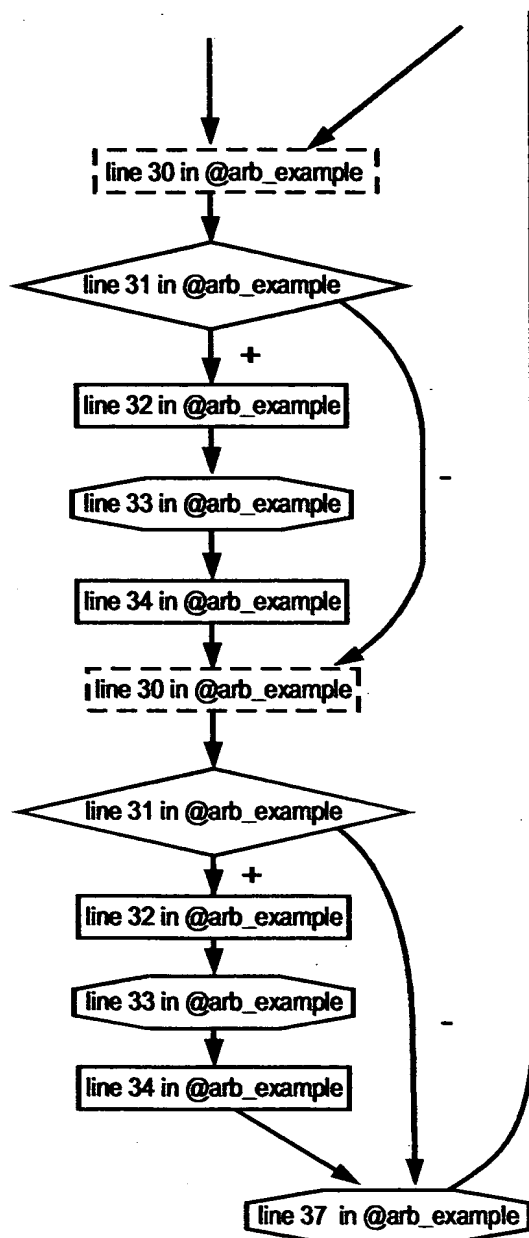 line 30 in @arb_example
line 31 in @arb_example
+
line 32 in @arb_example
-
line 33 in @arb_example
line 34 in @arb_example
line 30 in @arb_example
line 31 in @arb_example
+
line 32 in @arb_example
line 33 in @arb_example
-
line 34 in @arb_example
line 37 in @arb_example